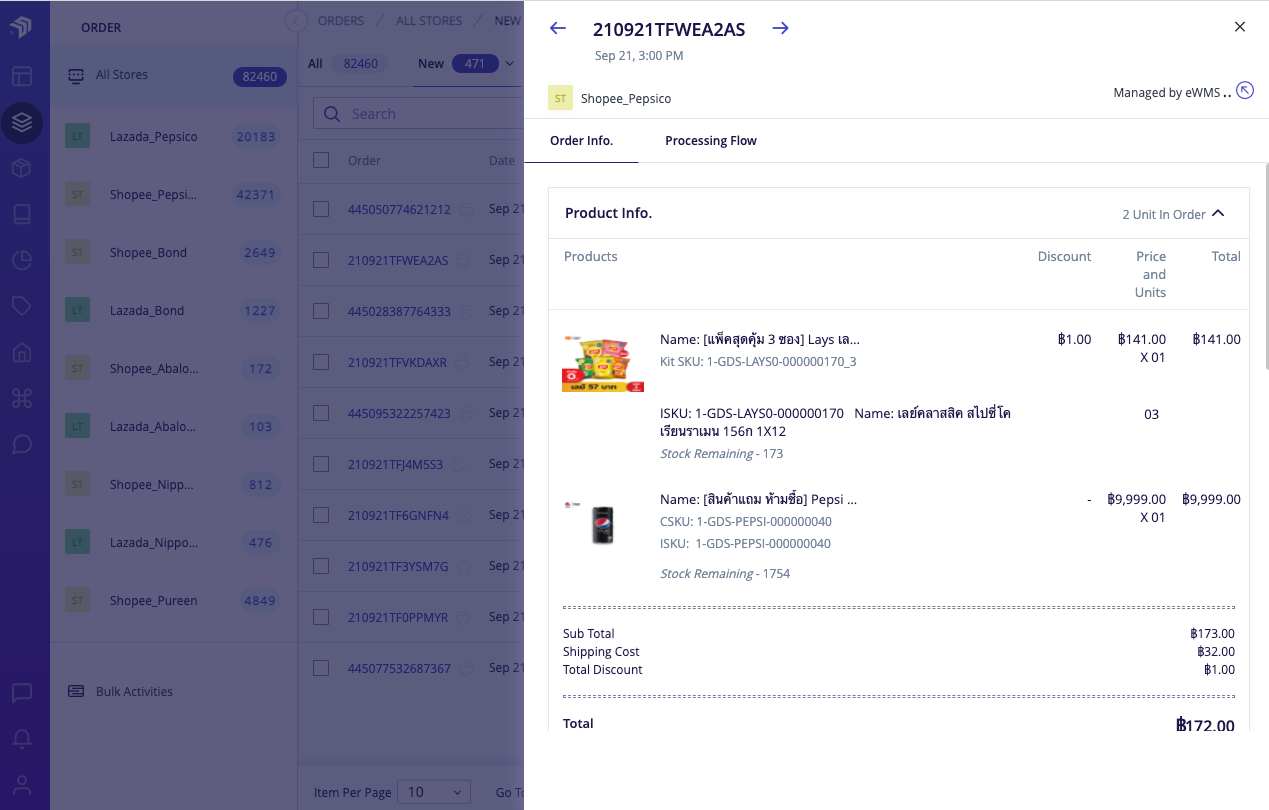 ORDER
All Stores 82460
LT Lazada_Pepsico 20183
ST Shopee_Pepsi... 42371
ST Shopee_Bond 2649
LT Lazada_Bond 1227
ST Shopee_Abalo... 172
LT Lazada_Abalo... 103
ST Shopee_Nipp... 812
LT Lazada_Nippo... 476
ST Shopee_Pureen 4849
Bulk Activities
ORDERS / ALL STORES / NEW
All 82460 New 471
Search
Order Date
445050774621212 Sep 21
210921TFWEA2AS Sep 21
445028387764333 Sep 21
210921TFVKDAXR Sep 21
445095322257423 Sep 21
210921TFJ4M5S3 Sep 21
210921TF6GNFN4 Sep 21
210921TF3YSM7G Sep 21
210921TF0PPMYR Sep 21
445077532687367 Sep 21
Item Per Page 10 Go To
210921TFWEA2AS
Sep 21, 3:00 PM
ST Shopee_Pepsico
Managed by eWMS ..
Order Info. Processing Flow
Product Info. 2 Unit In Order
Products Discount Price and Units Total
Name: [แพ็คสุดคุ้ม 3 ซอง] Lays เล... ฿1.00 ฿141.00 ฿141.00
Kit SKU: 1-GDS-LAYS0-000000170_3 X 01
เลย์ 57 บาท
ISKU: 1-GDS-LAYS0-000000170 Name: เลย์คลาสสิค สไปซี่โค 03
เรียนราเมน 156ก 1X12
Stock Remaining - 173
Name: [สินค้าแถม ห้ามซื้อ] Pepsi ... - ฿9,999.00 ฿9,999.00
CSKU: 1-GDS-PEPSI-000000040 X 01
ISKU: 1-GDS-PEPSI-000000040
Stock Remaining - 1754
Sub Total ฿173.00
Shipping Cost ฿32.00
Total Discount ฿1.00
Total ฿172.00